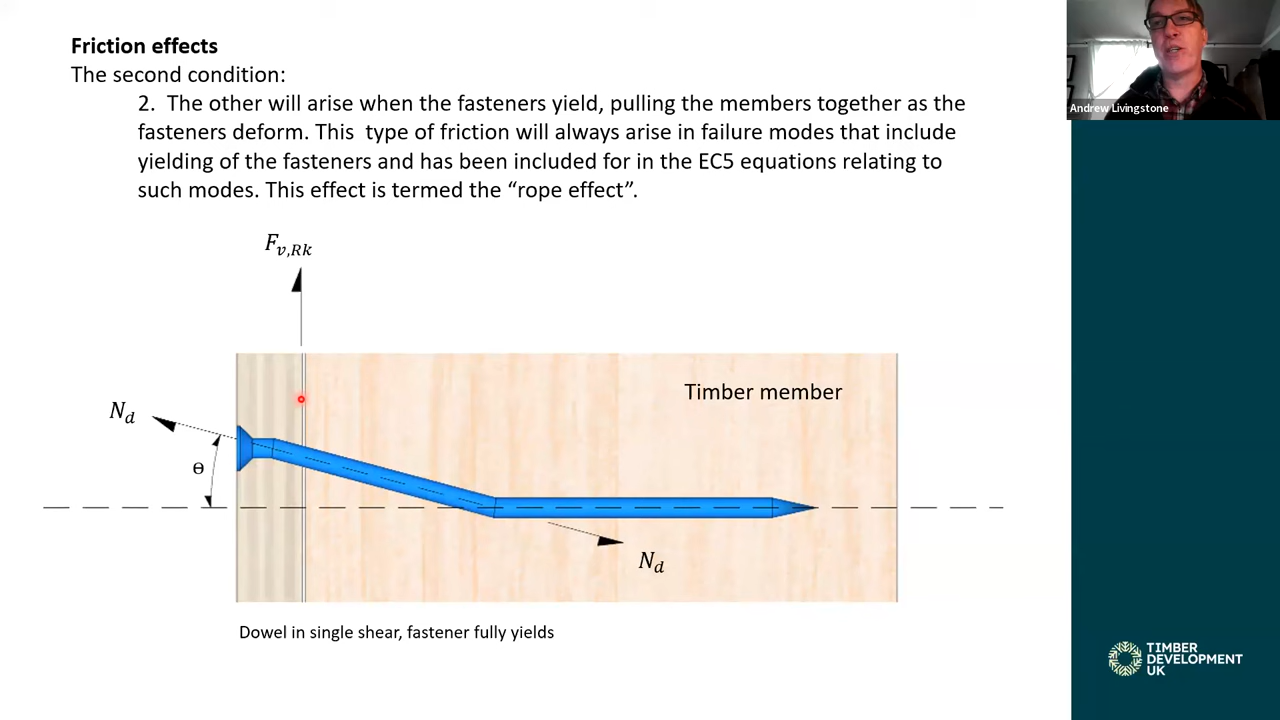 Friction effects
The second condition:
2. The other will arise when the fasteners yield, pulling the members together as the
fasteners deform. This type of friction will always arise in failure modes that include
yielding of the fasteners and has been included for in the EC5 equations relating to
such modes. This effect is termed the “rope effect”.
Andrew Livingstone
F_{v,Rk}
Timber member
N_d
ɵ
N_d
Dowel in single shear, fastener fully yields
TIMBER
DEVELOPMENT
UK